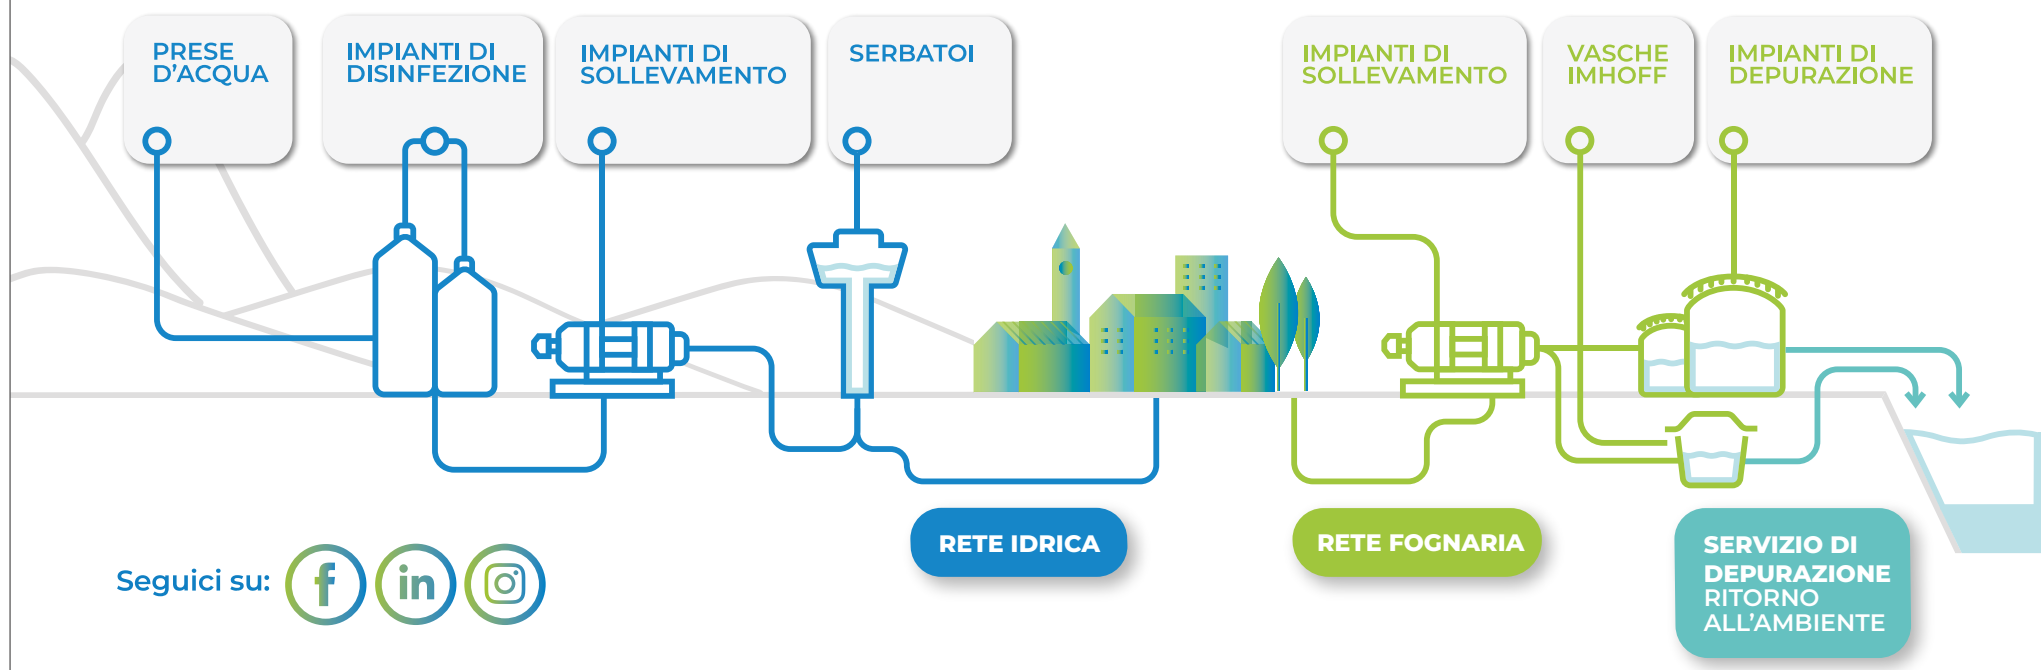 PRESE
D'ACQUA
IMPIANTI DI
DISINFEZIONE
IMPIANTI DI
SOLLEVAMENTO
SERBATOI
IMPIANTI DI
SOLLEVAMENTO
VASCHE
IMHOFF
IMPIANTI DI
DEPURAZIONE
RETE IDRICA
RETE FOGNARIA
SERVIZIO DI
DEPURAZIONE
RITORNO
ALL'AMBIENTE
Seguici su: